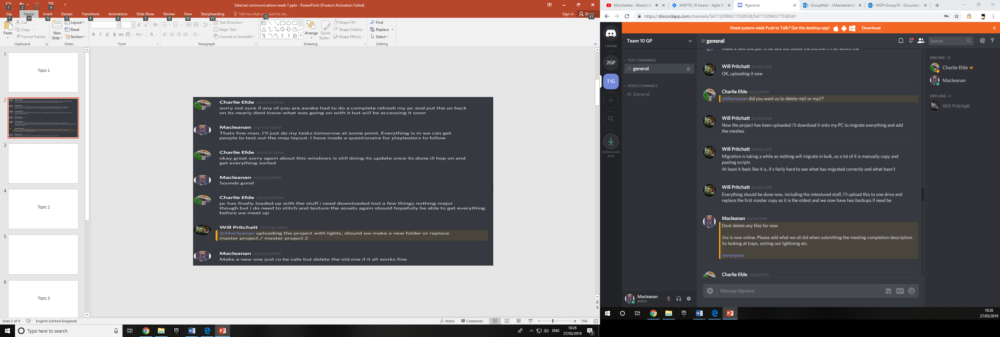 External communications week 7.pptx - PowerPoint (Product Activation Failed)
1 2 3 4
File Home Insert Design Transitions Animations Slide Show Review View Storyboarding Tell me what you want to do... Sign in Share
F H N G K A S R W Y2 Q Y1
Paste
Cut
Copy
Format Painter
Clipboard
New Slide
Layout
Reset
Section
Slides
B I U S abc AV Aa A
Font
Text Direction
Align Text
Convert to SmartArt
Paragraph
Arrange
Quick Styles
Shape Fill
Shape Outline
Shape Effects
Drawing
Find
Replace
Select
Editing
1
Topic 1
2
3
4
Topic 2
5
6
Topic 3
Charlie Efde 20/03/2019
sorry not sure if any of you are awake had to do a complete refresh my pc and put the os back
on its nearly dont know what was going on with it but will be accessing it soon
Macleanan 20/03/2019
Thats fine man. I'll just do my tasks tomorrow at some point. Everything is in we can get
people to test out the map layout. I have made a questionaire for playtesters to follow
Charlie Efde 20/03/2019
okay great sorry again about this windows is still doing its update once its done ill hop on and
get everything sorted
Macleanan 20/03/2019
Sounds good
Charlie Efde 20/03/2019
pc has finally loaded up with the stuff i need downloaded lost a few things nothing major
though but i do need to stitch and texture the assets again should hopefully be able to get everything
before we meet up
Will Pritchatt 20/03/2019
@Macleanan uploading the project with lights, should we make a new folder or replace
master project / master project 2
Macleanan 20/03/2019
Make a new one just ro be safe but delete the old.one if it all works fine
Slide 2 of 9 English (United Kingdom) Notes Comments 75%
Type here to search
ENG
10:26
27/03/2019
1
Morcheeba - Blood Lik
MGP19_10 board - Agile Bo
#general
GroupMail - J.Macleanan@
MGP-Group10 - Document
https://discordapp.com/channels/547732996577558538/547732996577558541
Need system-wide Push to Talk? Get the desktop app! Download
1 ONLINE
2GP
T1G
DOWNLOAD
APPS
Team 10 GP
TEXT CHANNELS
# general
VOICE CHANNELS
General
Macleanan
#0678
# general
Search
Make a new one just ro be safe but delete the old.one if it all works fine
Will Pritchatt 20/03/2019
OK, uploading it now
Charlie Efde 20/03/2019
@Macleanan did you want us to delete mp1 or mp2?
Will Pritchatt 20/03/2019
Now the project has been uploaded i'll download it onto my PC to migrate everything and add
the meshes
Will Pritchatt 20/03/2019
Migration is taking a while as nothing will migrate in bulk, so a lot of it is manually copy and
pasting scripts
At least it feels like it is, it's fairly hard to see what has migrated correctly and what hasn't
Will Pritchatt 20/03/2019
Everything should be done now, including the retextured stuff, I'll upload this to one drive and
replace the first master copy as it is the oldest and we now have two backups if need be
Macleanan 20/03/2019
Dont delete any files for now.
Jira is now online. Please add what we all did when submitting the meeting completion description.
So looking at traps, sorting out lightining etc.
@everyone
Charlie Efde 20/03/2019
Message #general
GIF
ONLINE—2
Charlie Efde
Macleanan
OFFLINE—1
Will Pritchatt
10:26
27/03/2019